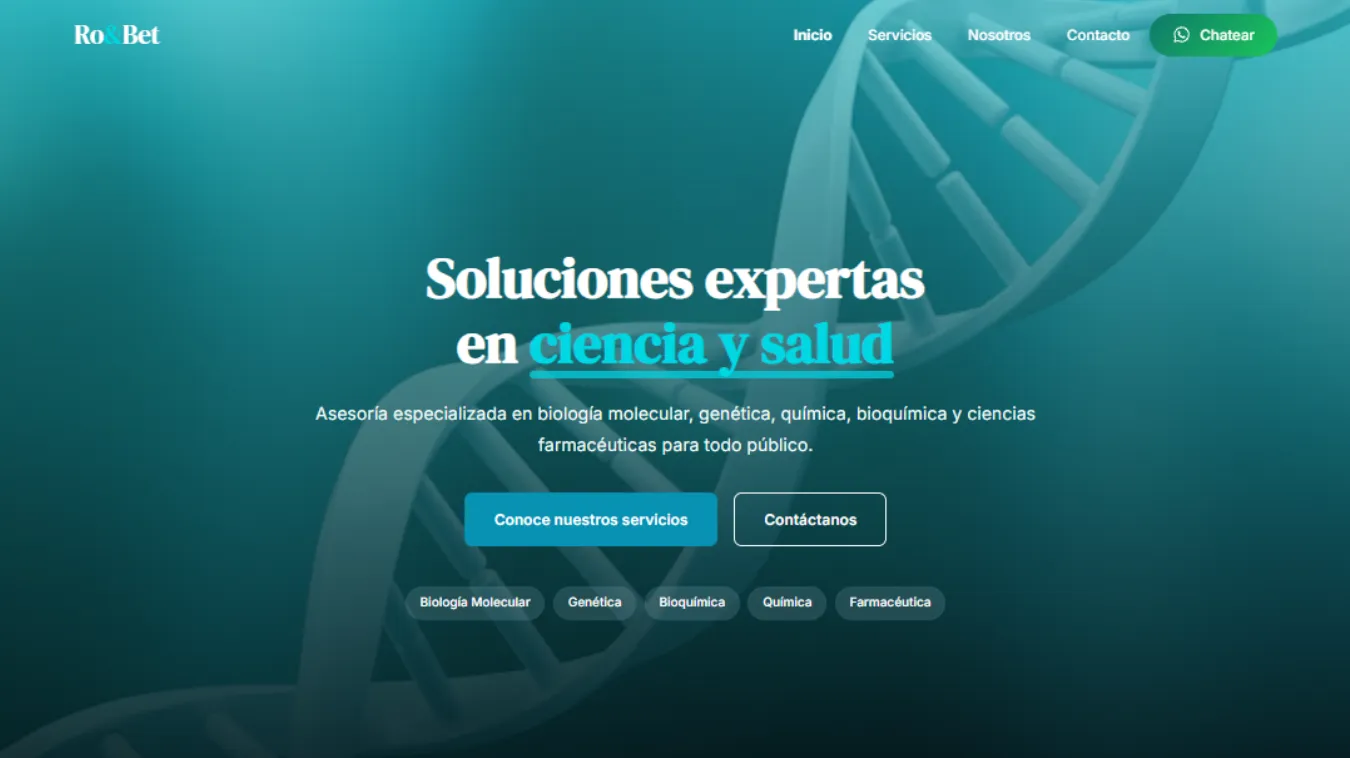 Ro&Bet
Inicio
Servicios
Nosotros
Contacto
Chatear
Soluciones expertas
en ciencia y salud
Asesoría especializada en biología molecular, genética, química, bioquímica y ciencias
farmacéuticas para todo público.
Conoce nuestros servicios
Contáctanos
Biología Molecular
Genética
Bioquímica
Química
Farmacéutica